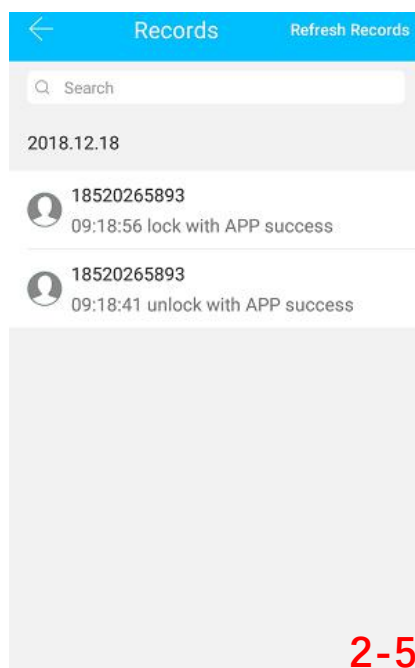 Records Refresh Records
Search
2018.12.18
18520265893
09:18:56 lock with APP success
18520265893
09:18:41 unlock with APP success
2-5